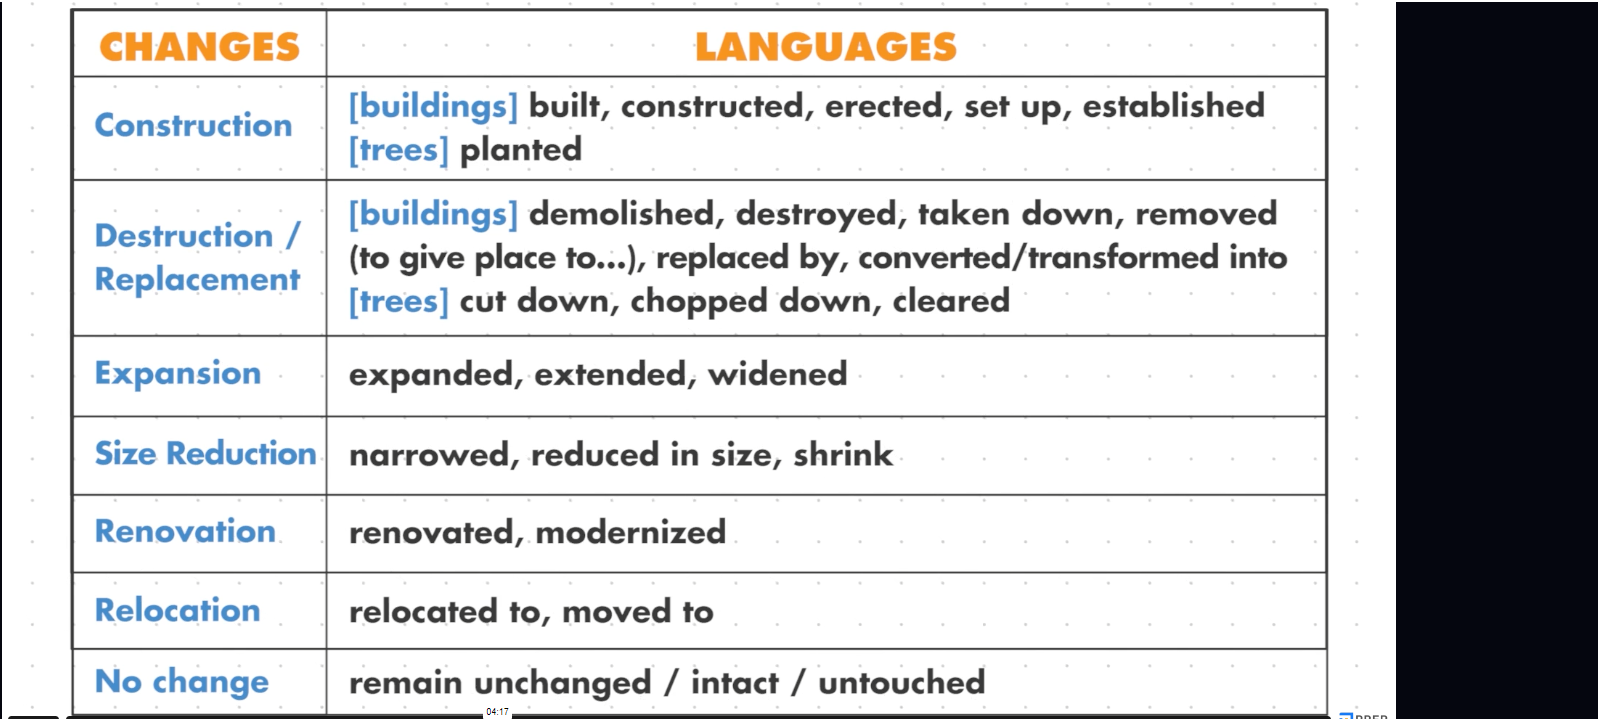 CHANGES
LANGUAGES
Construction
[buildings] built, constructed, erected, set up, established
[trees] planted
Destruction /
Replacement
[buildings] demolished, destroyed, taken down, removed
(to give place to...), replaced by, converted/transformed into
[trees] cut down, chopped down, cleared
Expansion
expanded, extended, widened
Size Reduction
narrowed, reduced in size, shrink
Renovation
renovated, modernized
Relocation
relocated to, moved to
No change
remain unchanged / intact / untouched
04:17